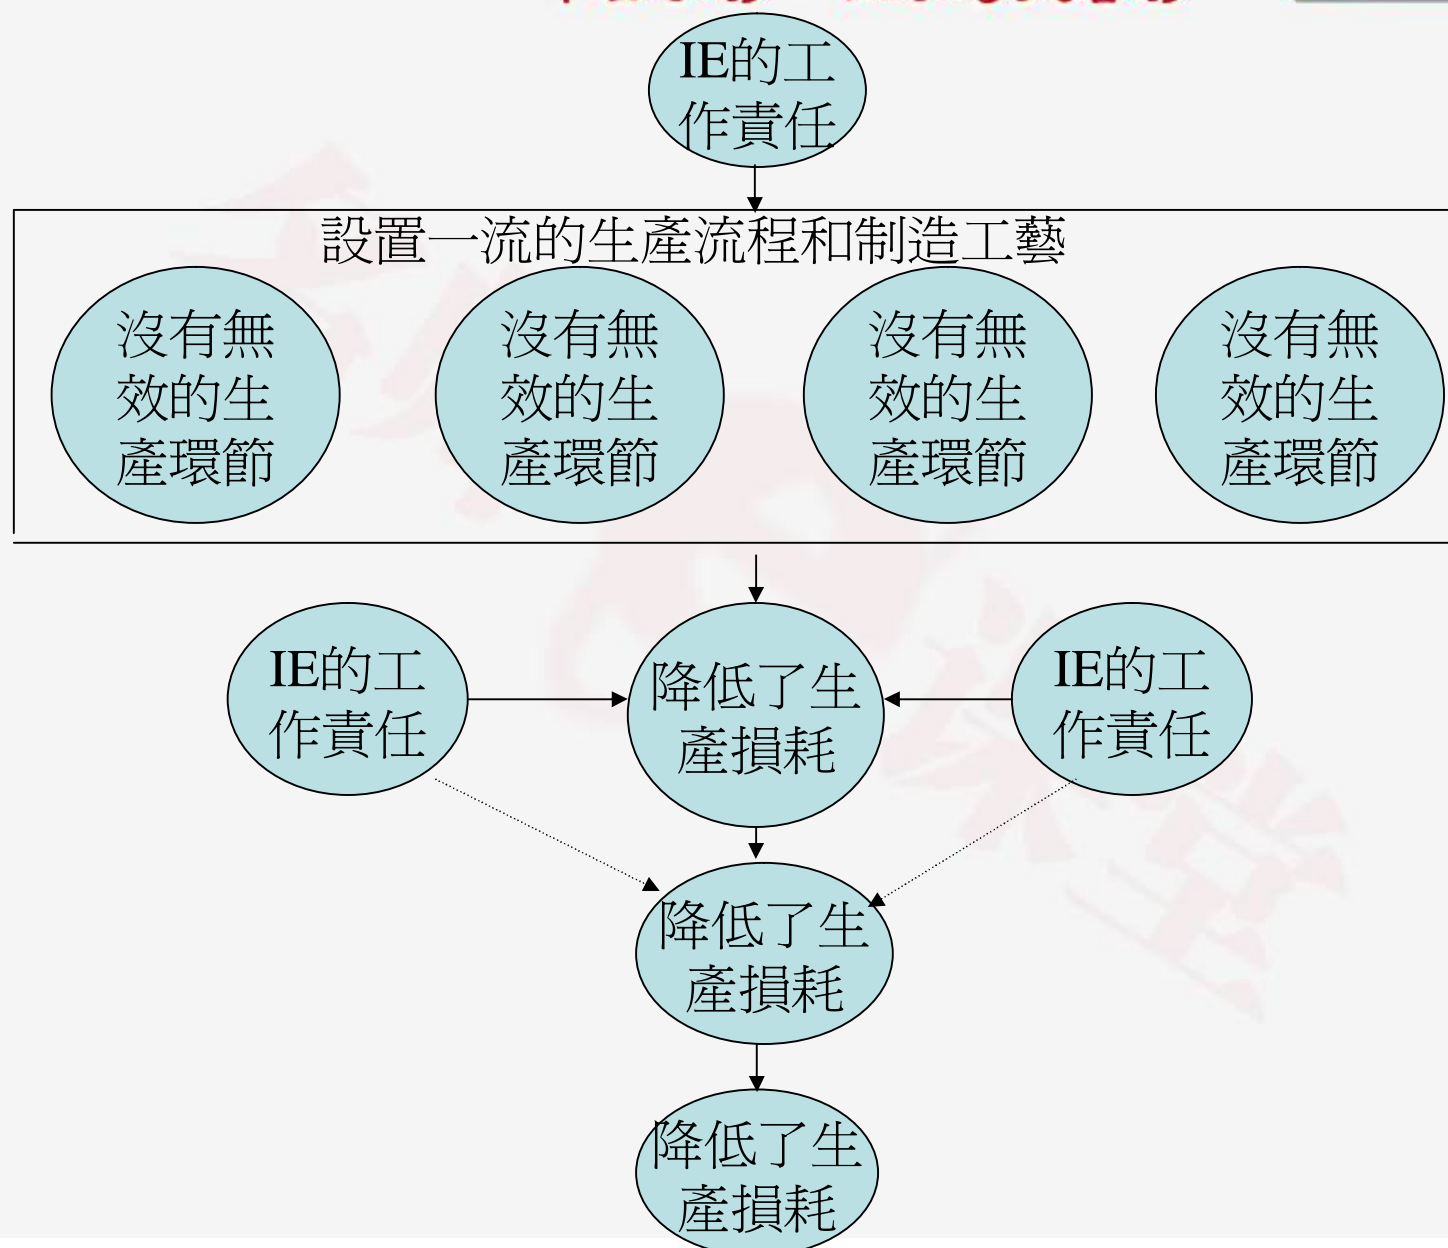 IE的工
作責任
設置一流的生產流程和制造工藝
沒有無
效的生
產環節
沒有無
效的生
產環節
沒有無
效的生
產環節
沒有無
效的生
產環節
IE的工
作責任
降低了生
產損耗
IE的工
作責任
降低了生
產損耗
降低了生
產損耗